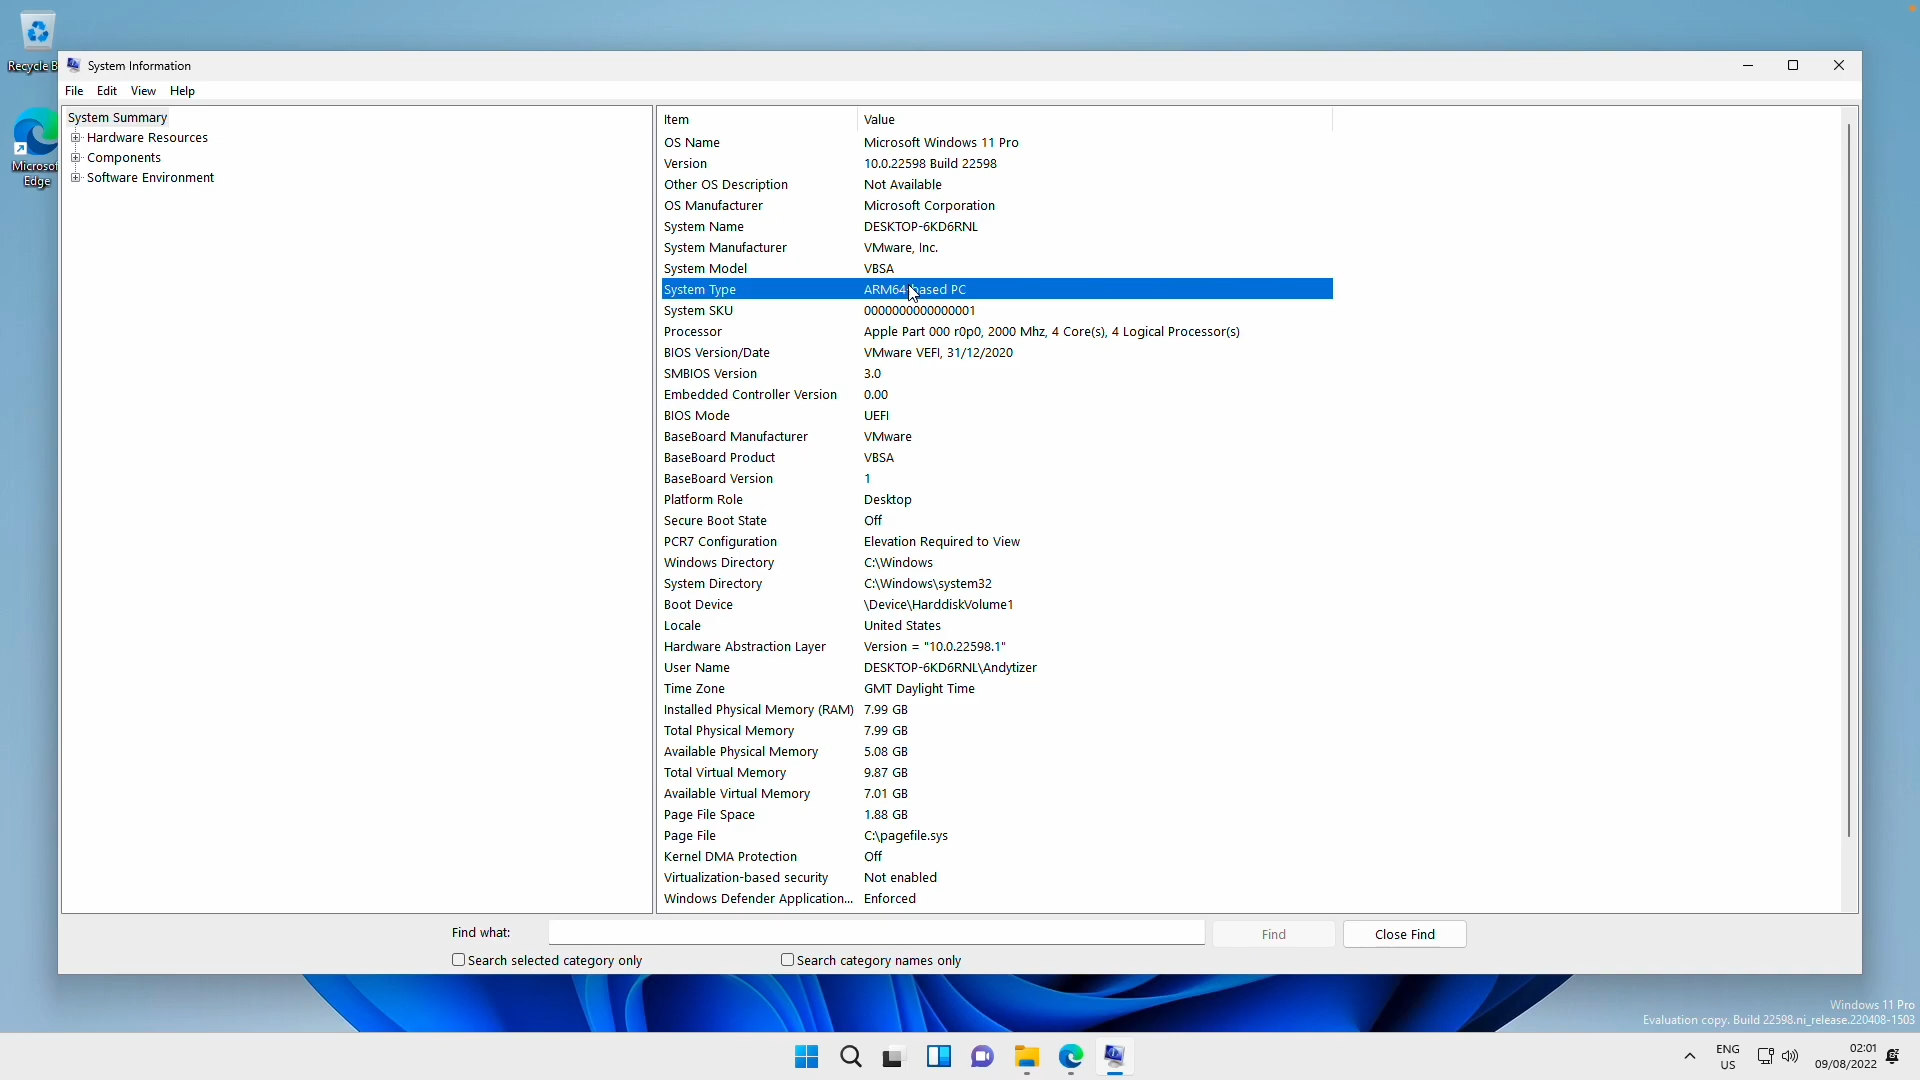 Recycle B
Microsof
Edge
System Information
File Edit View Help
System Summary
Hardware Resources
Components
Software Environment
Item Value
OS Name Microsoft Windows 11 Pro
Version 10.0.22598 Build 22598
Other OS Description Not Available
OS Manufacturer Microsoft Corporation
System Name DESKTOP-6KD6RNL
System Manufacturer VMware, Inc.
System Model VBSA
System Type ARM64-based PC
System SKU 0000000000000001
Processor Apple Part 000 r0p0, 2000 Mhz, 4 Core(s), 4 Logical Processor(s)
BIOS Version/Date VMware VEFI, 31/12/2020
SMBIOS Version 3.0
Embedded Controller Version 0.00
BIOS Mode UEFI
BaseBoard Manufacturer VMware
BaseBoard Product VBSA
BaseBoard Version 1
Platform Role Desktop
Secure Boot State Off
PCR7 Configuration Elevation Required to View
Windows Directory C:\Windows
System Directory C:\Windows\system32
Boot Device \Device\HarddiskVolume1
Locale United States
Hardware Abstraction Layer Version = "10.0.22598.1"
User Name DESKTOP-6KD6RNL\Andytizer
Time Zone GMT Daylight Time
Installed Physical Memory (RAM) 7.99 GB
Total Physical Memory 7.99 GB
Available Physical Memory 5.08 GB
Total Virtual Memory 9.87 GB
Available Virtual Memory 7.01 GB
Page File Space 1.88 GB
Page File C:\pagefile.sys
Kernel DMA Protection Off
Virtualization-based security Not enabled
Windows Defender Application... Enforced
Find what: Find Close Find
Search selected category only Search category names only
Windows 11 Pro
Evaluation copy. Build 22598.ni_release.220408-1503
ENG
US
02:01
09/08/2022